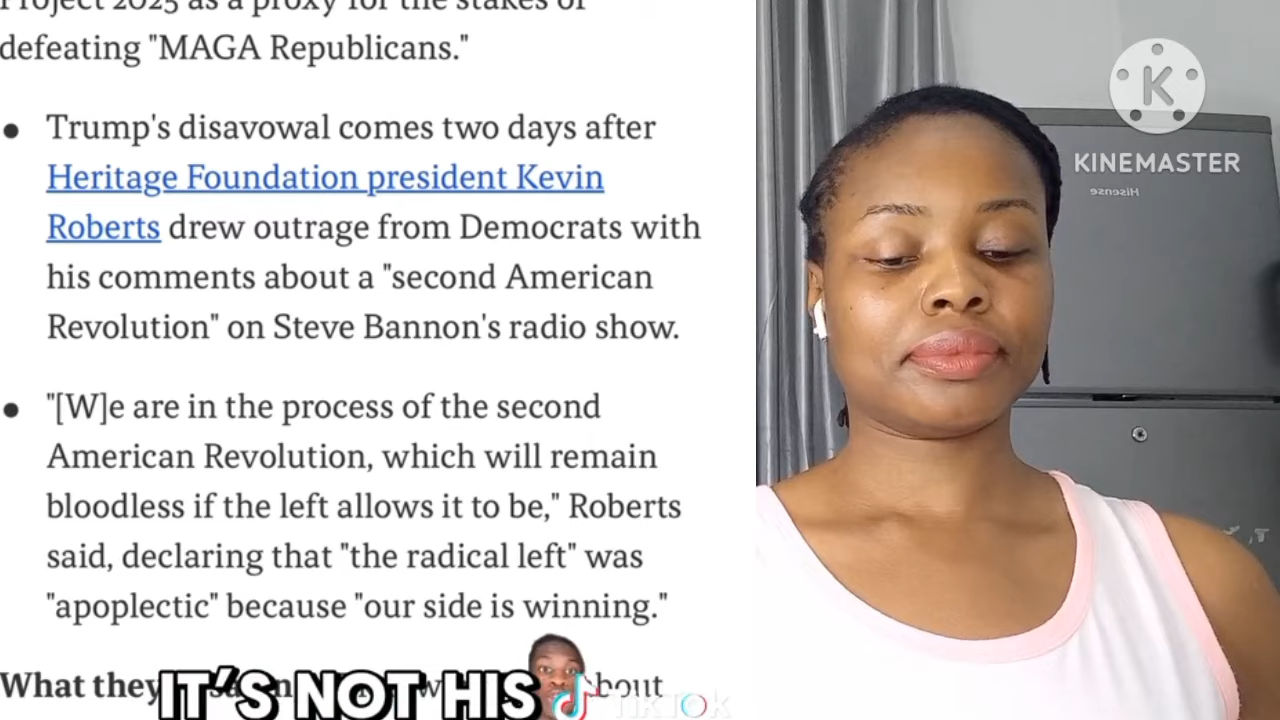 Project 2025 as a proxy for the stakes of
defeating "MAGA Republicans."
• Trump's disavowal comes two days after
Heritage Foundation president Kevin
Roberts drew outrage from Democrats with
his comments about a "second American
Revolution" on Steve Bannon's radio show.
• "[W]e are in the process of the second
American Revolution, which will remain
bloodless if the left allows it to be," Roberts
said, declaring that "the radical left" was
"apoplectic" because "our side is winning."
What they
about
IT'S NOT HIS
TikTok
K
KINEMASTER
Hisense